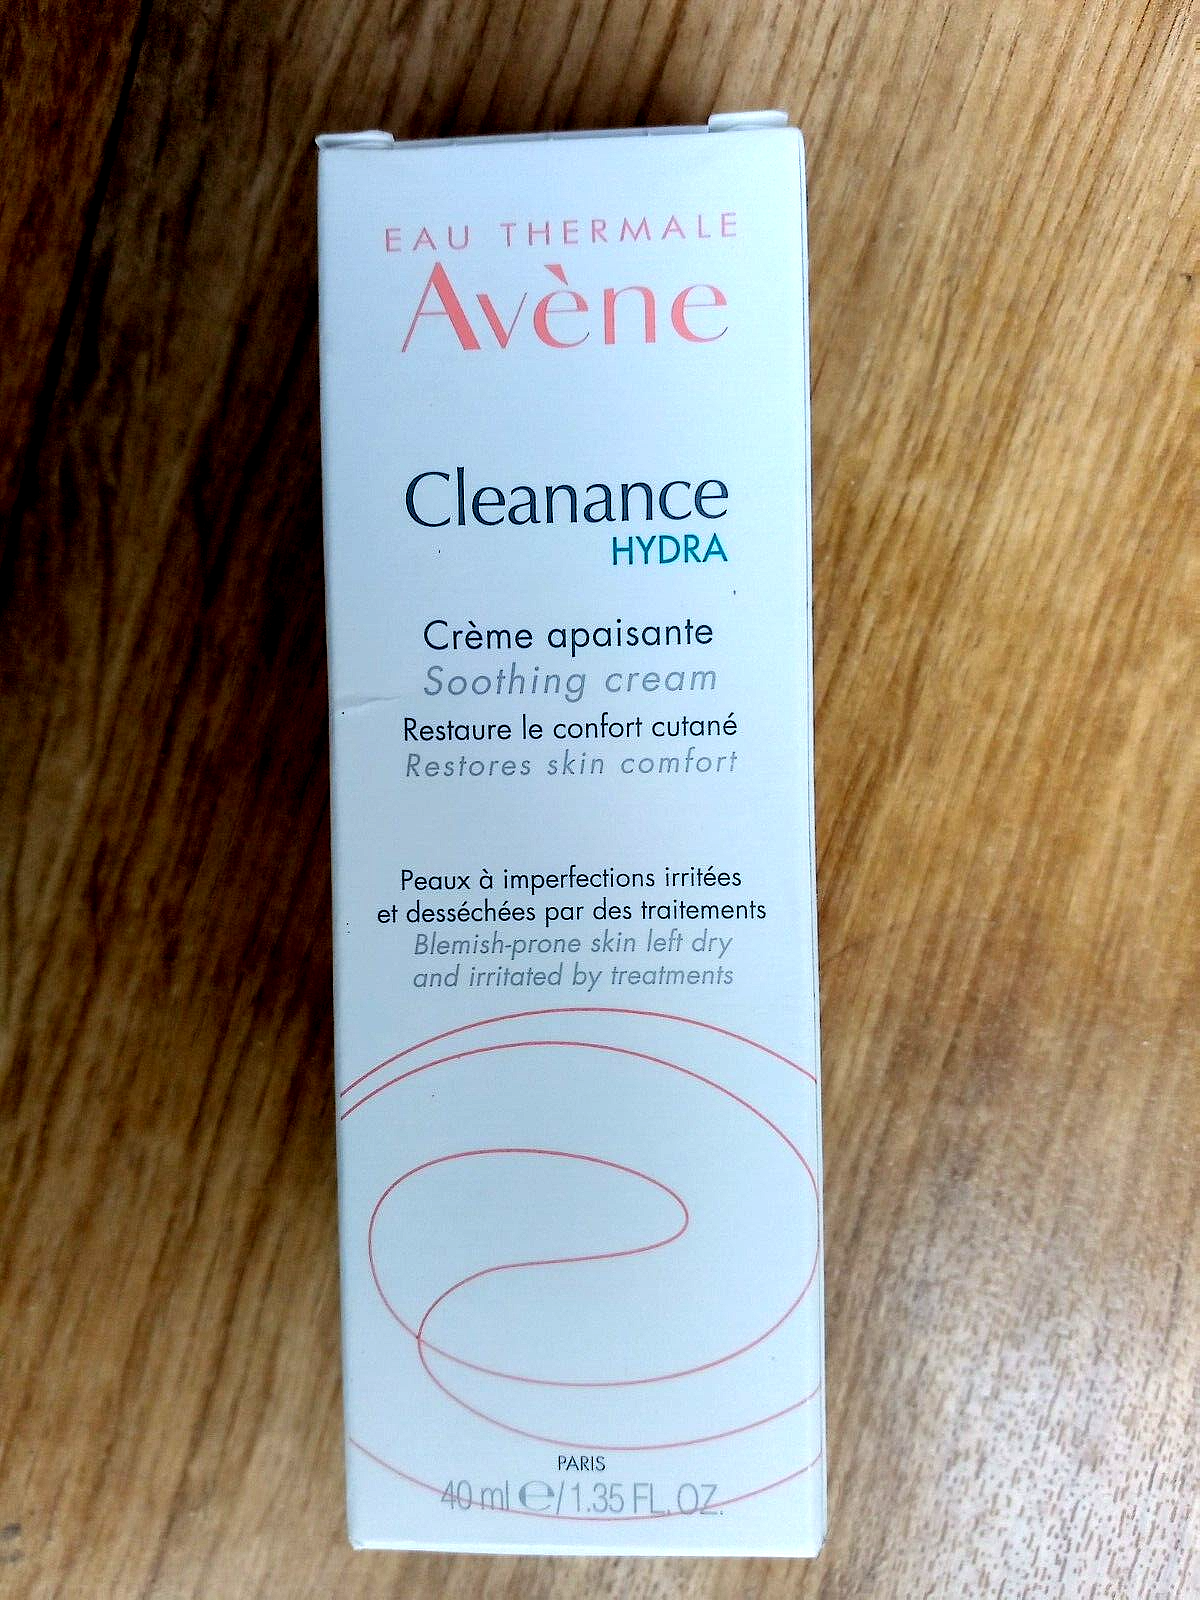 EAU THERMALE
Avène
Cleanance
HYDRA
Crème apaisante
Soothing cream
Restaure le confort cutané
Restores skin comfort
Peaux à imperfections irritées
et desséchées par des traitements
Blemish-prone skin left dry
and irritated by treatments
PARIS
40 ml ℮/1.35 FL. OZ.